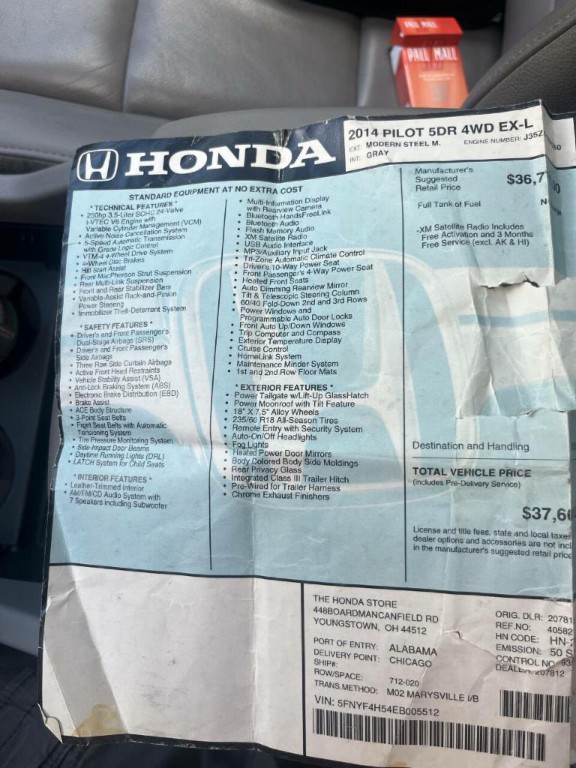 PALL MALL
PALL MALL
HONDA
2014 PILOT 5DR 4WD EX-L
EXT: MODERN STEEL M.
ENGINE NUMBER: J35Z
INT: GRAY
STANDARD EQUIPMENT AT NO EXTRA COST
* TECHNICAL FEATURES *
• 250hp 3.5-Liter SOHC 24-Valve
i-VTEC V6 Engine with
Variable Cylinder Management (VCM)
• Active Noise Cancellation System
• 5-Speed Automatic Transmission
with Grade Logic Control
• VTM-4 4-Wheel Drive System
• 4-Wheel Disc Brakes
• Hill Start Assist
• Front MacPherson Strut Suspension
• Rear Multi-Link Suspension
• Front and Rear Stabilizer Bars
• Variable-Assist Rack-and-Pinion
Power Steering
• Immobilizer Theft-Deterrent System
* SAFETY FEATURES *
• Driver's and Front Passenger's
Dual-Stage Airbags (SRS)
• Driver's and Front Passenger's
Side Airbags
• Three Row Side Curtain Airbags
• Active Front Head Restraints
• Vehicle Stability Assist (VSA)
• Anti-Lock Braking System (ABS)
• Electronic Brake Distribution (EBD)
• Brake Assist
• ACE Body Structure
• 3-Point Seat Belts
• Front Seat Belts with Automatic
Tensioning System
• Tire Pressure Monitoring System
• Side-Impact Door Beams
• Daytime Running Lights (DRL)
• LATCH System for Child Seats
* INTERIOR FEATURES *
• Leather-Trimmed Interior
• AM/FM/CD Audio System with
7 Speakers including Subwoofer
• Multi-Information Display
with Rearview Camera
• Bluetooth HandsFreeLink
• Bluetooth Audio
• Flash Memory Audio
• XM Satellite Radio
• USB Audio Interface
• MP3/Auxiliary Input Jack
• Tri-Zone Automatic Climate Control
• Driver's 10-Way Power Seat
• Front Passenger's 4-Way Power Seat
• Heated Front Seats
• Auto Dimming Rearview Mirror
• Tilt & Telescopic Steering Column
• 60/40 Fold-Down 2nd and 3rd Rows
• Power Windows and
Programmable Auto Door Locks
• Front Auto Up/Down Windows
• Trip Computer and Compass
• Exterior Temperature Display
• Cruise Control
• HomeLink System
• Maintenance Minder System
• 1st and 2nd Row Floor Mats
* EXTERIOR FEATURES *
• Power Tailgate w/Lift-Up GlassHatch
• Power Moonroof with Tilt Feature
• 18" X 7.5" Alloy Wheels
• 235/60 R18 All-Season Tires
• Remote Entry with Security System
• Auto-On/Off Headlights
• Fog Lights
• Heated Power Door Mirrors
• Body Colored Body Side Moldings
• Rear Privacy Glass
• Integrated Class III Trailer Hitch
• Pre-Wired for Trailer Harness
• Chrome Exhaust Finishers
Manufacturer's
Suggested
Retail Price
$36,7
Full Tank of Fuel
-XM Satellite Radio Includes
Free Activation and 3 Months
Free Service (excl. AK & HI)
Destination and Handling
TOTAL VEHICLE PRICE
(includes Pre-Delivery Service)
$37,6
License and title fees, state and local taxes
dealer options and accessories are not incl
in the manufacturer's suggested retail price
THE HONDA STORE
448BOARDMANCANFIELD RD
YOUNGSTOWN, OH 44512
PORT OF ENTRY: ALABAMA
DELIVERY POINT: CHICAGO
SHIP#:
ROW/SPACE: 712-020
TRANS.METHOD: M02 MARYSVILLE I/B
ORIG. DLR: 20781
REF.NO: 40582
HN CODE: HN-
EMISSION: 50 S
CONTROL NO
DEALER: 207812
VIN: 5FNYF4H54EB005512